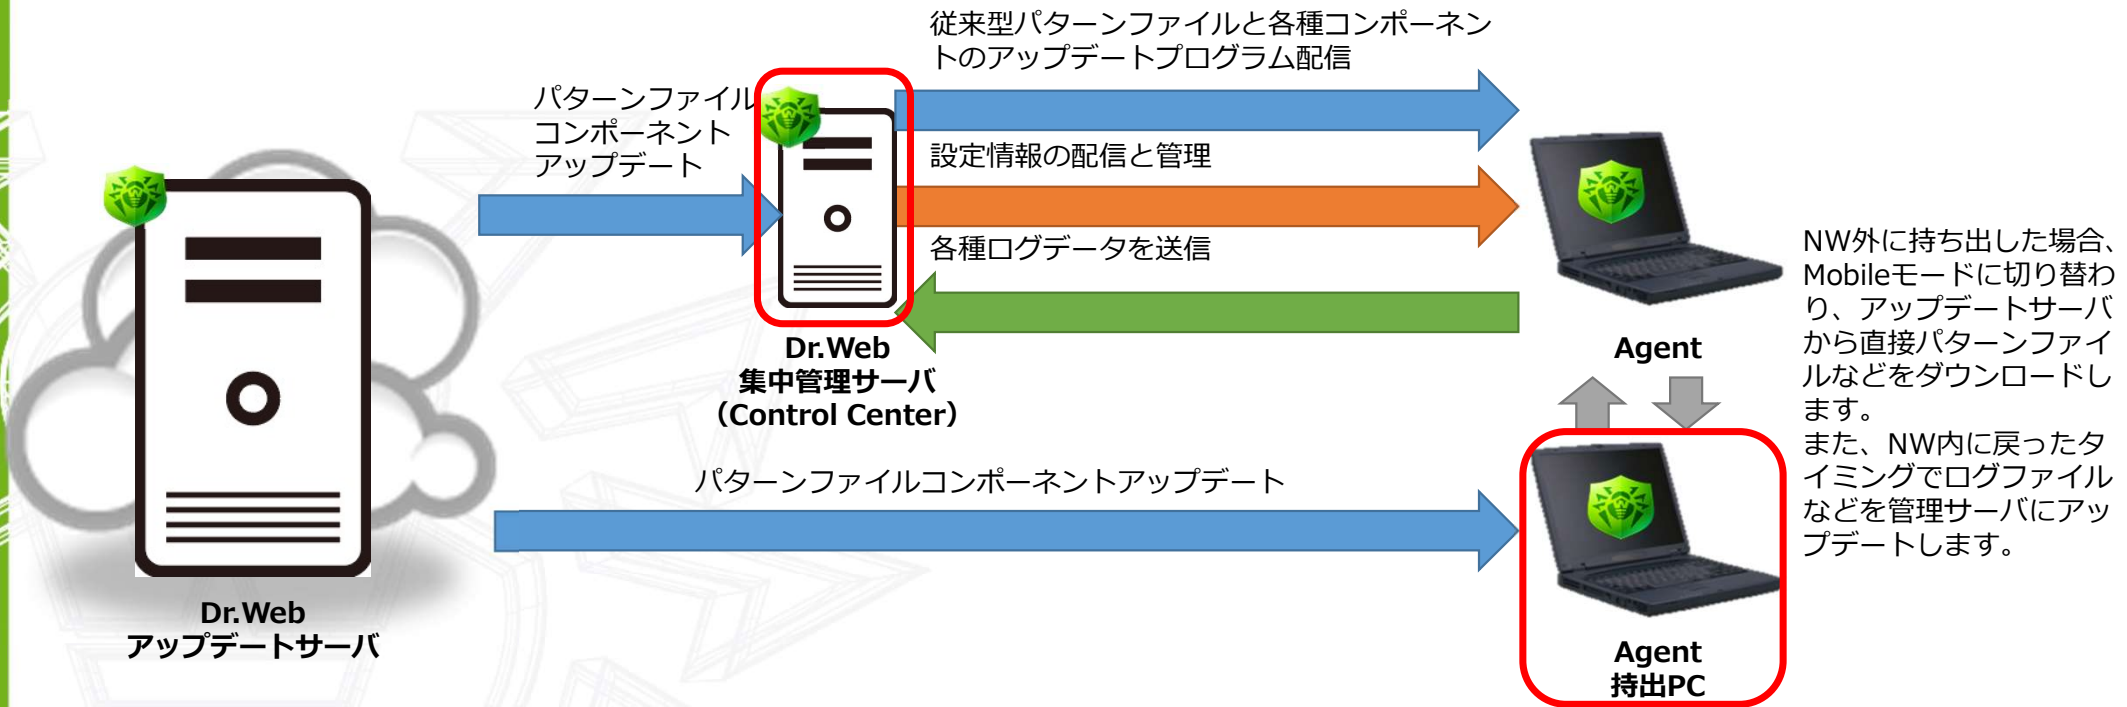 従来型パターンファイルと各種コンポーネン
トのアップデートプログラム配信
パターンファイル
コンポーネント
アップデート
設定情報の配信と管理
各種ログデータを送信
Dr.Web
集中管理サーバ
（Control Center）
Agent
NW外に持ち出した場合、
Mobileモードに切り替わ
り、アップデートサーバ
から直接パターンファイ
ルなどをダウンロードし
ます。
また、NW内に戻ったタ
イミングでログファイル
などを管理サーバにアッ
プデートします。
パターンファイルコンポーネントアップデート
Dr.Web
アップデートサーバ
Agent
持出PC